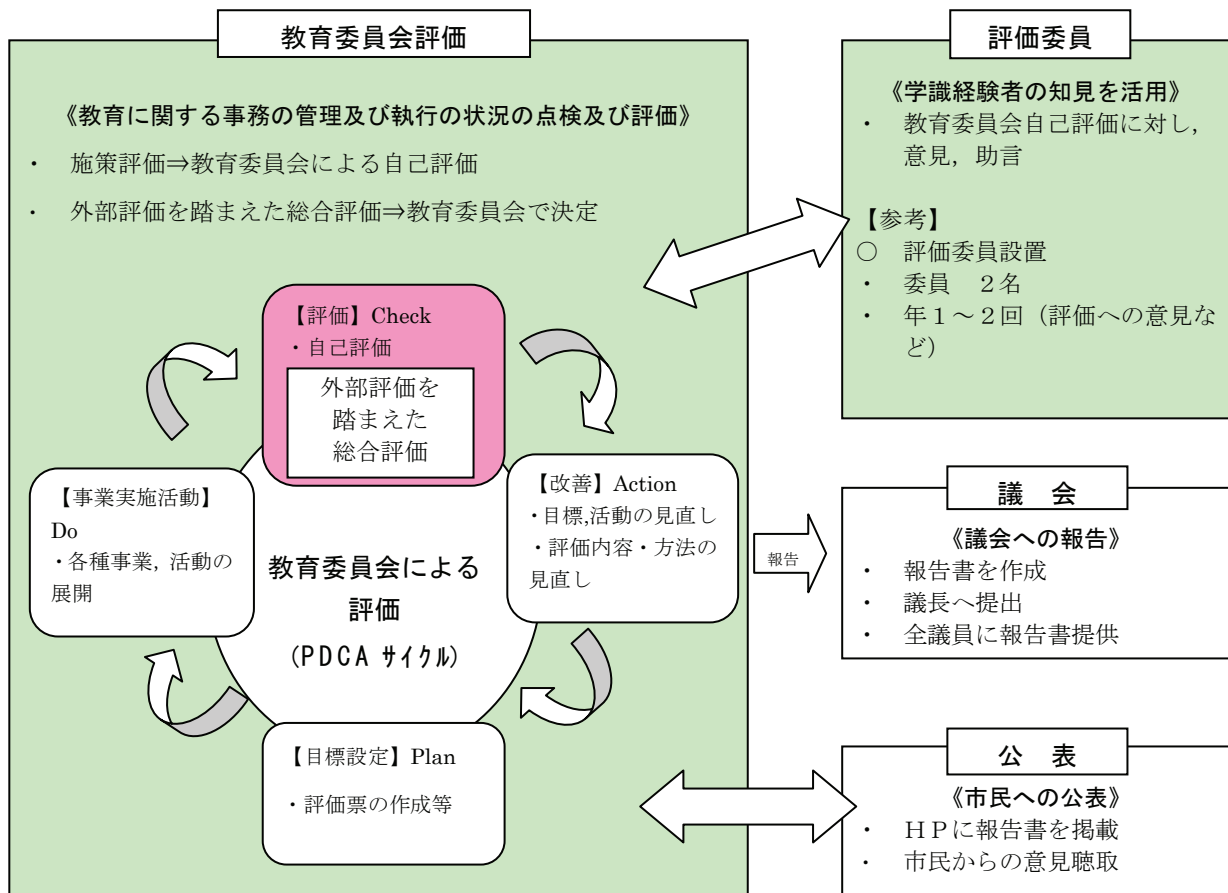 教育委員会評価
《教育に関する事務の管理及び執行の状況の点検及び評価》
・ 施策評価⇒教育委員会による自己評価
・ 外部評価を踏まえた総合評価⇒教育委員会で決定
【評価】Check
・自己評価
外部評価を
踏まえた
総合評価
【事業実施活動】
Do
・各種事業，活動の
展開
【改善】Action
・目標,活動の見直し
・評価内容・方法の
見直し
教育委員会による
評価
(PDCA サイクル)
【目標設定】Plan
・評価票の作成等
評価委員
《学識経験者の知見を活用》
・ 教育委員会自己評価に対し，
意見，助言
【参考】
○ 評価委員設置
・ 委員 ２名
・ 年１～２回（評価への意見な
ど）
報告
議 会
《議会への報告》
・ 報告書を作成
・ 議長へ提出
・ 全議員に報告書提供
公 表
《市民への公表》
・ ＨＰに報告書を掲載
・ 市民からの意見聴取